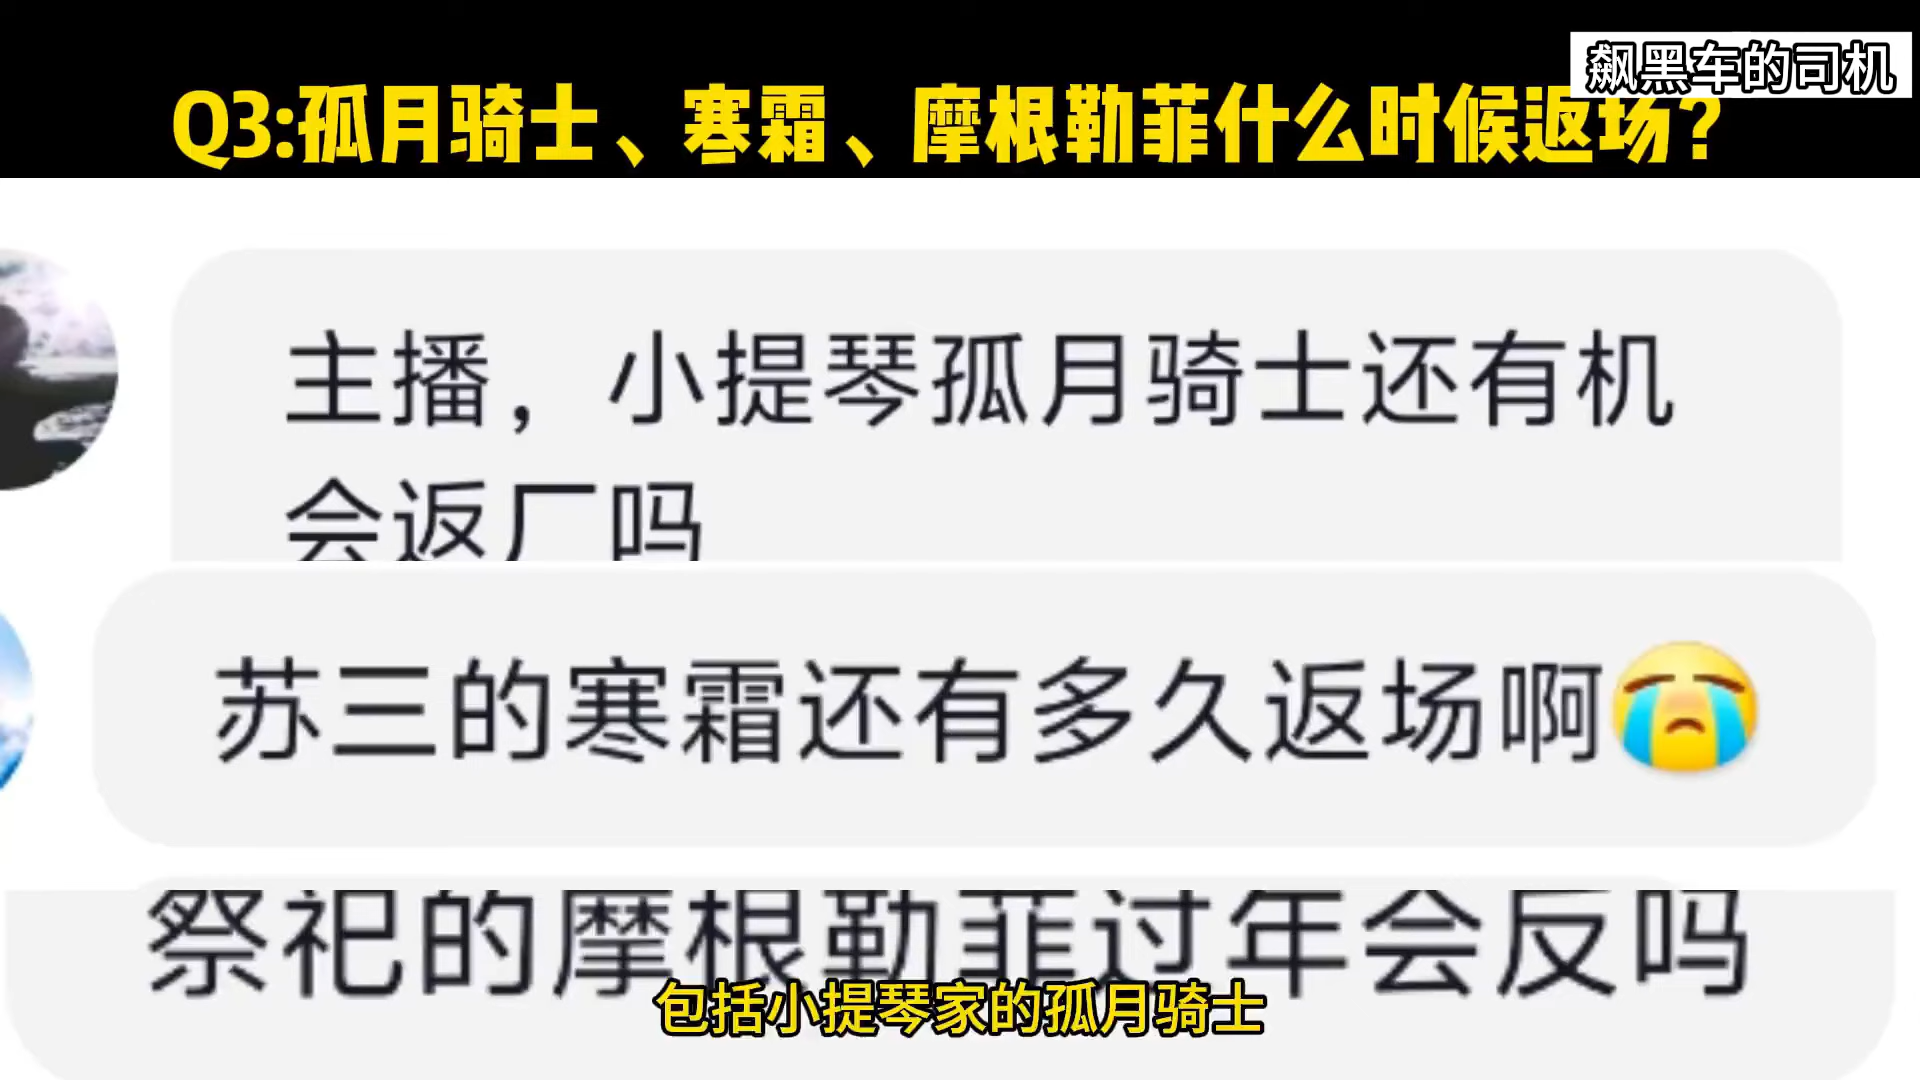 飙黑车的司机
Q3:孤月骑士、寒霜、摩根勒菲什么时候返场？
主播，小提琴孤月骑士还有机
会返厂吗
苏三的寒霜还有多久返场啊😭
祭祀的摩根勒菲过年会反吗
包括小提琴家的孤月骑士